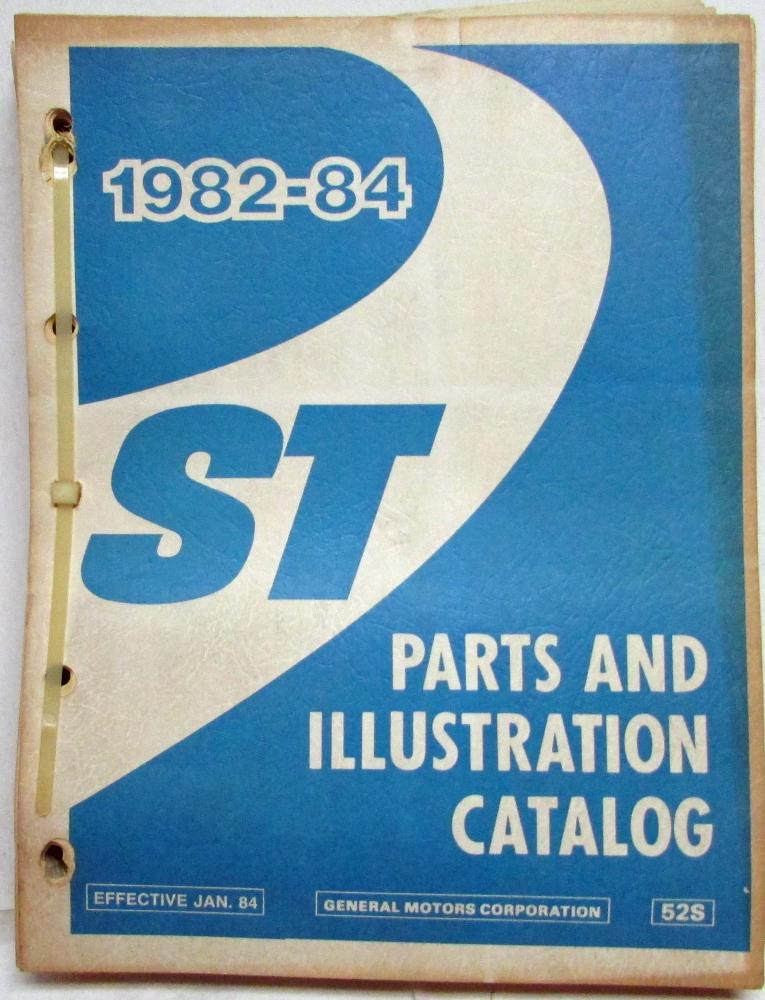 1982-84
ST
PARTS AND
ILLUSTRATION
CATALOG
EFFECTIVE JAN. 84
GENERAL MOTORS CORPORATION
52S